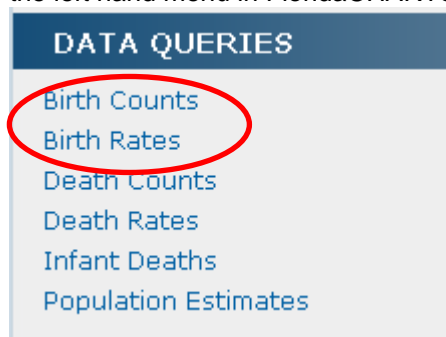 DATA QUERIES
Birth Counts
Birth Rates
Death Counts
Death Rates
Infant Deaths
Population Estimates